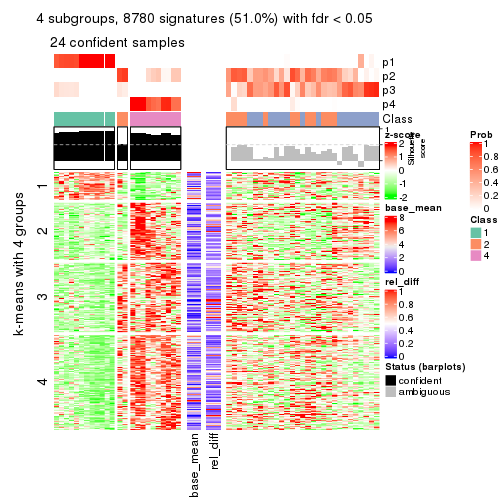 4 subgroups, 8780 signatures (51.0%) with fdr < 0.05
24 confident samples
p1
p2
p3
p4
Class
1
Silhouette score
k-means with 4 groups
1
2
3
4
base_mean
rel_diff
z-score
2
1
0
-1
-2
base_mean
8
6
4
2
0
rel_diff
1
0.8
0.6
0.4
0.2
0
Status (barplots)
confident
ambiguous
Prob
1
0.8
0.6
0.4
0.2
0
Class
1
2
4